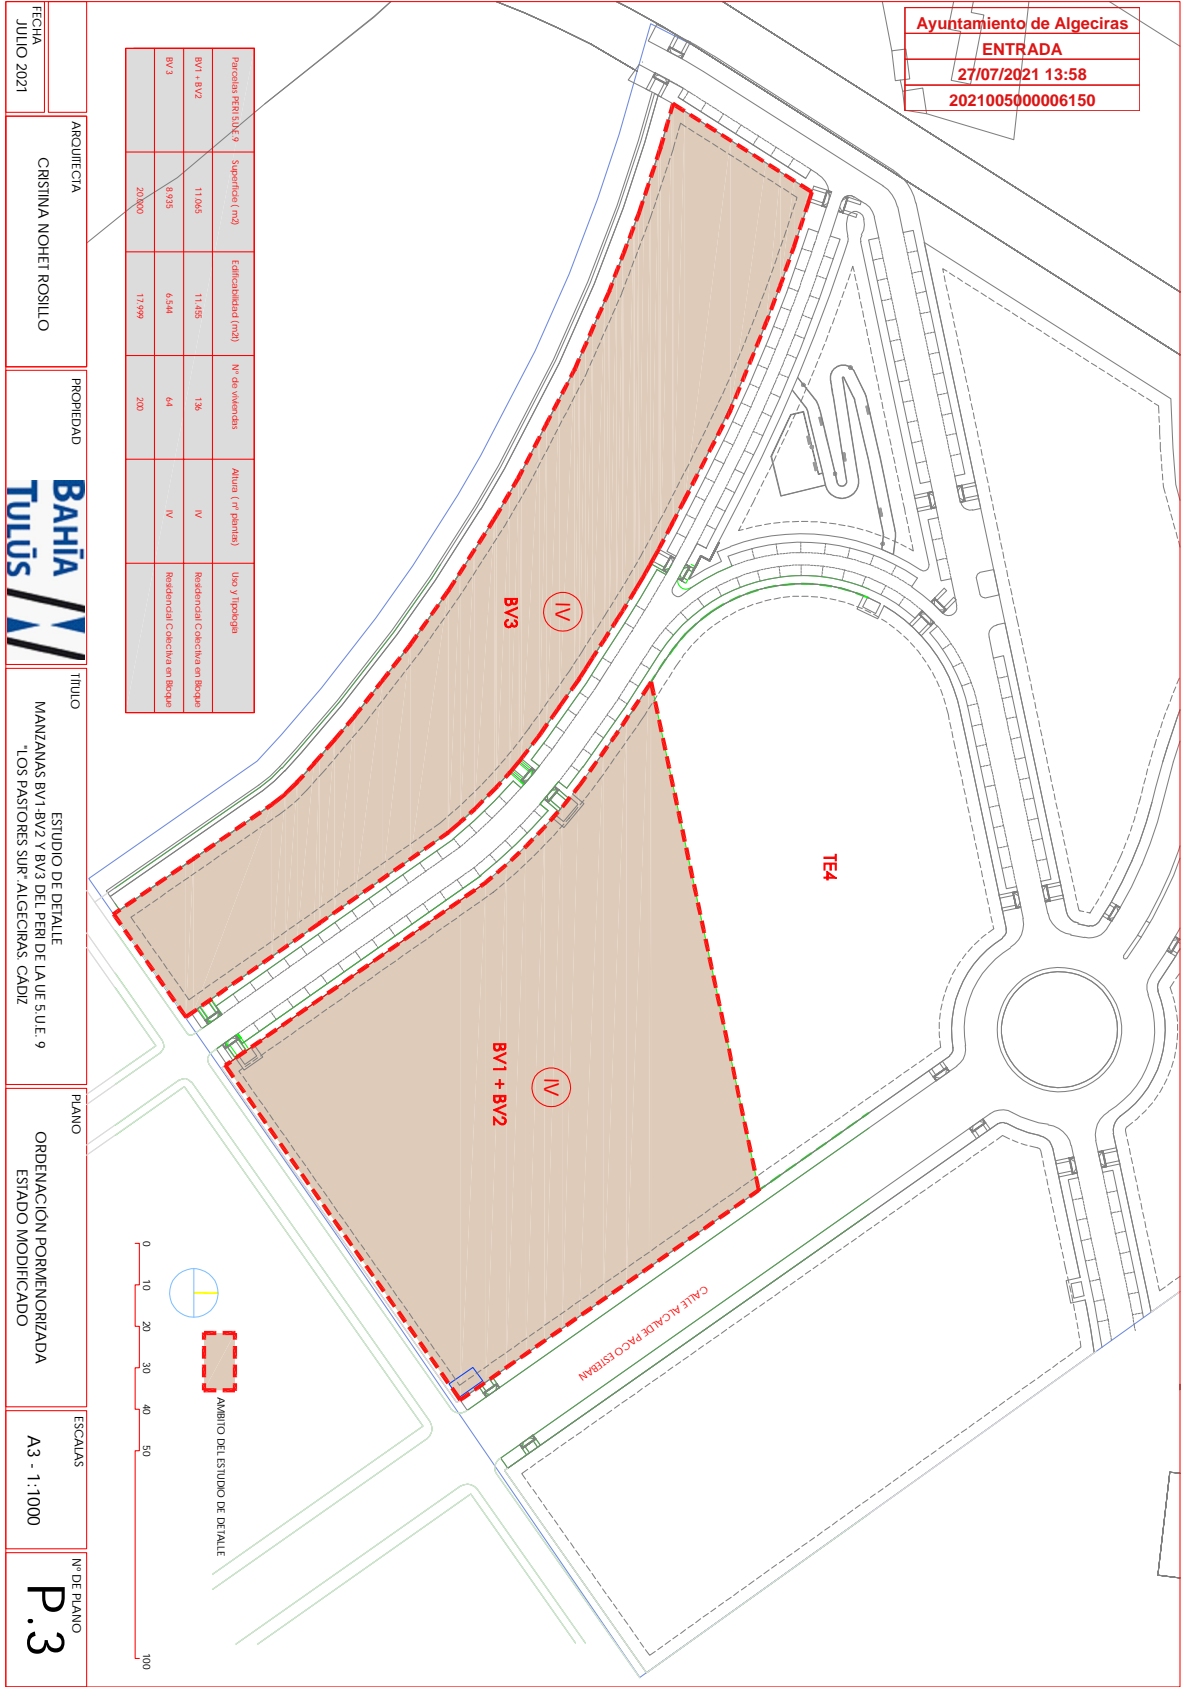 Ayuntamiento de Algeciras
ENTRADA
27/07/2021 13:58
2021005000006150
Parcelas PERI 5.U.E.9 Superficie ( m2) Edificabilidad (m2t) Nº de viviendas Altura ( nº plantas) Uso y Tipología
BV1 + BV2 11.065 11.455 136 IV Residencial Colectiva en Bloque
BV 3 8.935 6.544 64 IV Residencial Colectiva en Bloque
20.000 17.999 200
IV
BV3
TE4
IV
BV1 + BV2
CALLE ALCALDE PACO ESTEBAN
0 10 20 30 40 50 100
AMBITO DEL ESTUDIO DE DETALLE
FECHA
JULIO 2021
ARQUITECTA
CRISTINA NOHET ROSILLO
PROPIEDAD
BAHÍA
TULUS
TITULO
ESTUDIO DE DETALLE
MANZANAS BV1-BV2 Y BV3 DEL PERI DE LA UE 5.U.E.9
"LOS PASTORES SUR". ALGECIRAS. CÁDIZ
PLANO
ORDENACIÓN PORMENORIZADA
ESTADO MODIFICADO
ESCALAS
A3 - 1:1000
Nº DE PLANO
P.3